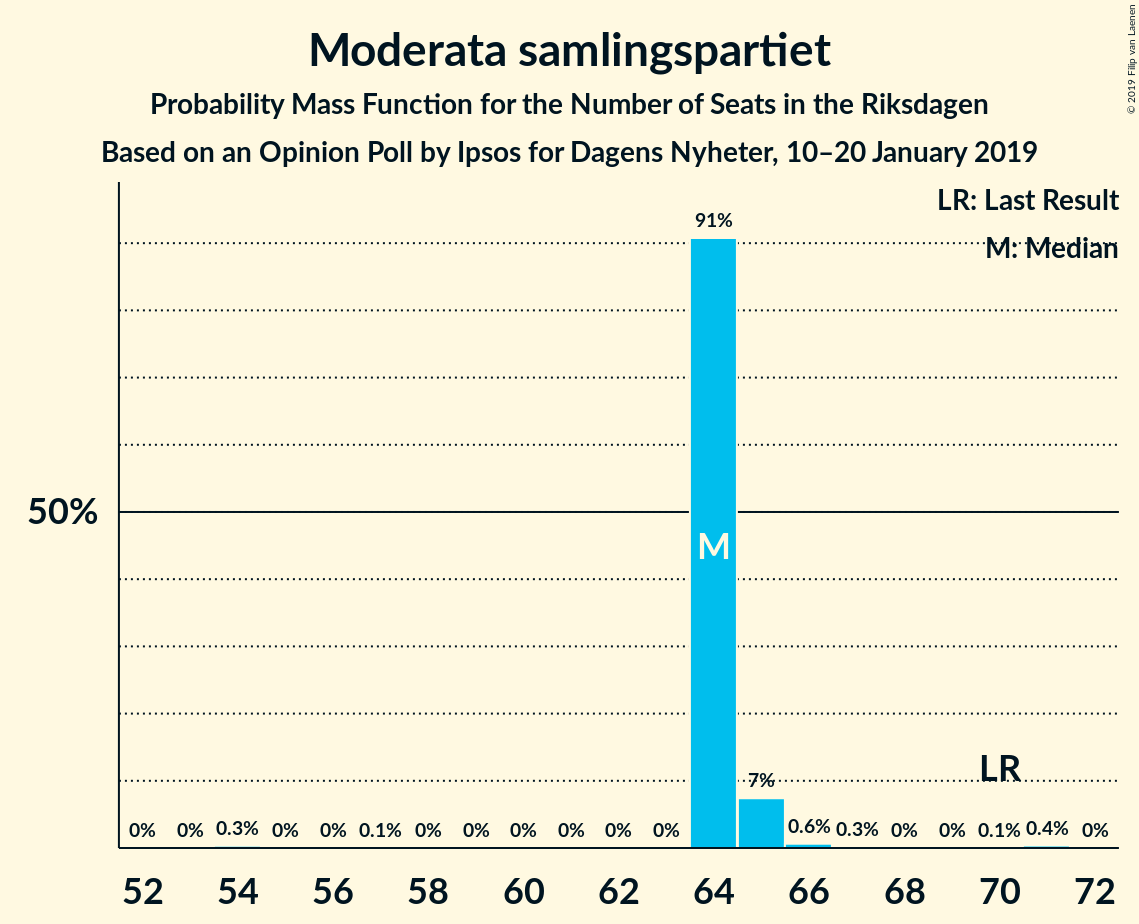 Moderata samlingspartiet
Probability Mass Function for the Number of Seats in the Riksdagen
Based on an Opinion Poll by Ipsos for Dagens Nyheter, 10–20 January 2019
© 2019 Filip van Laenen
LR: Last Result
M: Median
91%
50%
M
LR
7%
0% 0% 0.3% 0% 0% 0.1% 0% 0% 0% 0% 0% 0% 0.6% 0.3% 0% 0% 0.1% 0.4% 0%
52 54 56 58 60 62 64 66 68 70 72